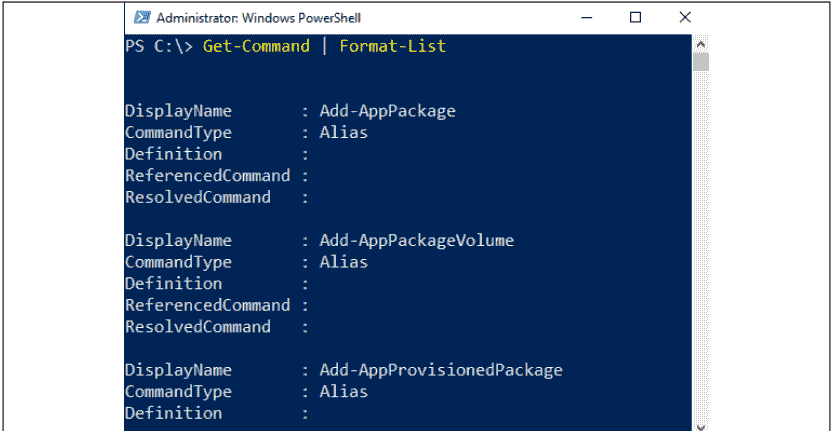 Administrator: Windows PowerShell
PS C:\> Get-Command | Format-List
DisplayName : Add-AppPackage
CommandType : Alias
Definition :
ReferencedCommand :
ResolvedCommand :
DisplayName : Add-AppPackageVolume
CommandType : Alias
Definition :
ReferencedCommand :
ResolvedCommand :
DisplayName : Add-AppProvisionedPackage
CommandType : Alias
Definition :